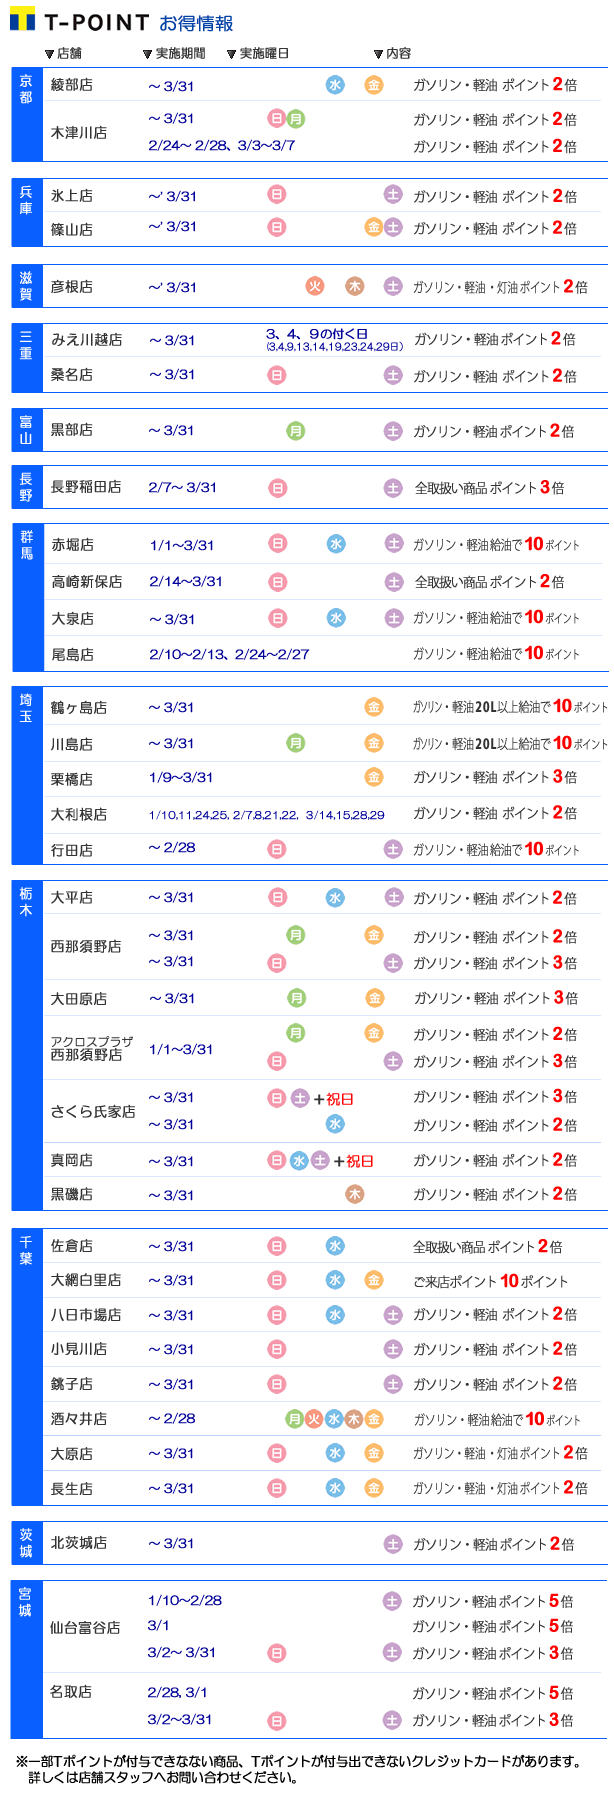 T-POINT お得情報
▼店舗 ▼実施期間 ▼実施曜日 ▼内容
京都
綾部店 ～3/31 水 金 ガソリン・軽油 ポイント2倍
木津川店 ～3/31 日 月 ガソリン・軽油 ポイント2倍
2/24～2/28、3/3～3/7 ガソリン・軽油 ポイント2倍
兵庫
氷上店 ～'3/31 日 土 ガソリン・軽油 ポイント2倍
篠山店 ～'3/31 日 金 土 ガソリン・軽油 ポイント2倍
滋賀
彦根店 ～'3/31 火 木 土 ガソリン・軽油・灯油ポイント2倍
三重
みえ川越店 ～3/31 3、4、9の付く日 ガソリン・軽油ポイント2倍
（3,4,9,13,14,19,23,24,29日）
桑名店 ～3/31 日 土 ガソリン・軽油 ポイント2倍
富山
黒部店 ～3/31 月 土 ガソリン・軽油ポイント2倍
長野
長野稲田店 2/7～3/31 日 土 全取扱い商品 ポイント3倍
群馬
赤堀店 1/1～3/31 日 水 土 ガソリン・軽油給油で10ポイント
高崎新保店 2/14～3/31 日 土 全取扱い商品 ポイント2倍
大泉店 ～3/31 日 水 土 ガソリン・軽油給油で10ポイント
尾島店 2/10～2/13、2/24～2/27 ガソリン・軽油給油で10ポイント
埼玉
鶴ヶ島店 ～3/31 金 ガソリン・軽油20L以上給油で10ポイント
川島店 ～3/31 月 金 ガソリン・軽油20L以上給油で10ポイント
栗橋店 1/9～3/31 金 ガソリン・軽油 ポイント3倍
大利根店 1/10,11,24,25, 2/7,8,21,22, 3/14,15,28,29 ガソリン・軽油 ポイント2倍
行田店 ～2/28 日 土 ガソリン・軽油給油で10ポイント
栃木
大平店 ～3/31 日 水 土 ガソリン・軽油 ポイント2倍
西那須野店 ～3/31 月 金 ガソリン・軽油 ポイント2倍
～3/31 日 土 ガソリン・軽油 ポイント3倍
大田原店 ～3/31 月 金 ガソリン・軽油 ポイント3倍
アクロスプラザ
西那須野店 1/1～3/31 月 金 ガソリン・軽油 ポイント2倍
日 土 ガソリン・軽油 ポイント3倍
さくら氏家店 ～3/31 日 土 +祝日 ガソリン・軽油 ポイント3倍
～3/31 水 ガソリン・軽油 ポイント2倍
真岡店 ～3/31 日 水 土 +祝日 ガソリン・軽油 ポイント2倍
黒磯店 ～3/31 木 ガソリン・軽油 ポイント2倍
千葉
佐倉店 ～3/31 日 水 全取扱い商品 ポイント2倍
大網白里店 ～3/31 日 水 金 ご来店ポイント10ポイント
八日市場店 ～3/31 日 水 土 ガソリン・軽油 ポイント2倍
小見川店 ～3/31 日 土 ガソリン・軽油 ポイント2倍
銚子店 ～3/31 日 土 ガソリン・軽油 ポイント2倍
酒々井店 ～2/28 月 火 水 木 金 ガソリン・軽油給油で10ポイント
大原店 ～3/31 日 水 金 ガソリン・軽油・灯油ポイント2倍
長生店 ～3/31 日 水 金 ガソリン・軽油・灯油ポイント2倍
茨城
北茨城店 ～3/31 土 ガソリン・軽油ポイント2倍
宮城
1/10～2/28 土 ガソリン・軽油ポイント5倍
仙台富谷店 3/1 ガソリン・軽油ポイント5倍
3/2～3/31 日 土 ガソリン・軽油ポイント3倍
名取店 2/28,3/1 ガソリン・軽油ポイント5倍
3/2～3/31 日 土 ガソリン・軽油ポイント3倍
※一部Tポイントが付与できなない商品、Tポイントが付与出できないクレジットカードがあります。
詳しくは店舗スタッフへお問い合わせください。